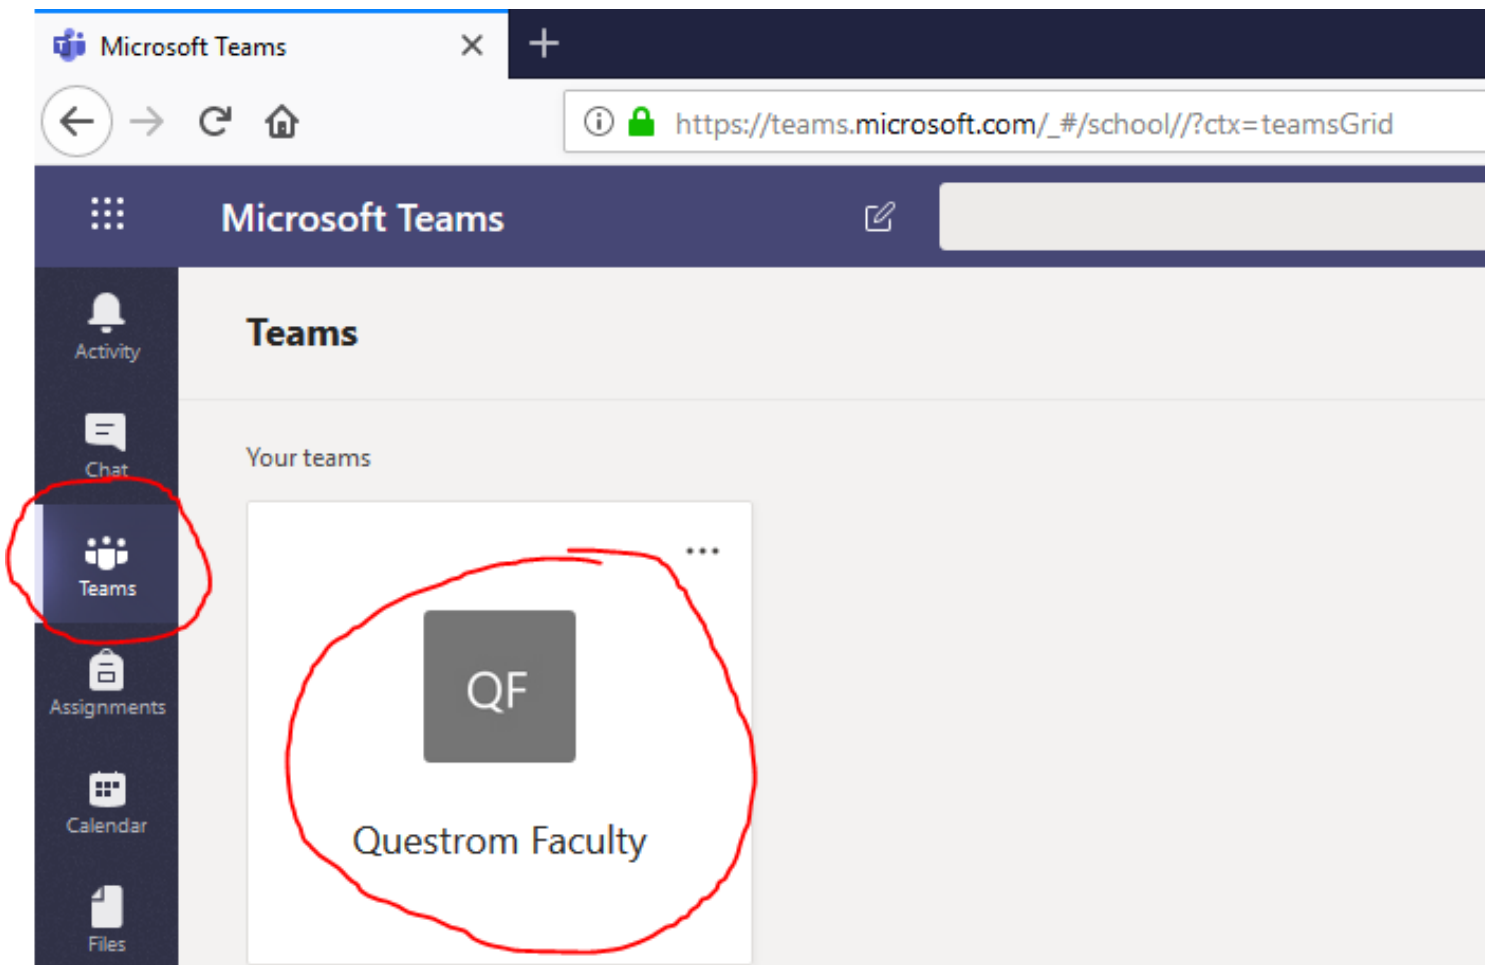 Microsoft Teams
https://teams.microsoft.com/_#/school//?ctx=teamsGrid
Microsoft Teams
Activity
Teams
Chat
Your teams
Teams
QF
Assignments
Questrom Faculty
Calendar
Files